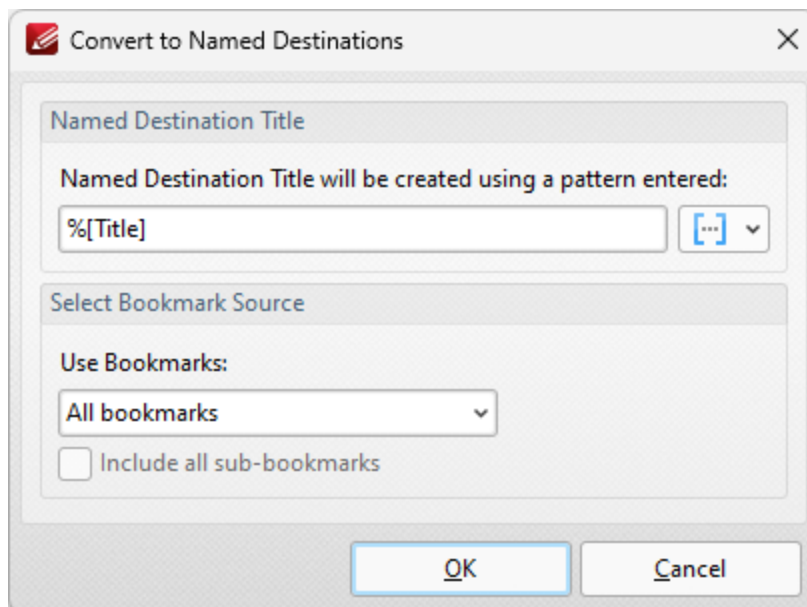 Convert to Named Destinations
Named Destination Title
Named Destination Title will be created using a pattern entered:
%[Title]
Select Bookmark Source
Use Bookmarks:
All bookmarks
Include all sub-bookmarks
OK
Cancel